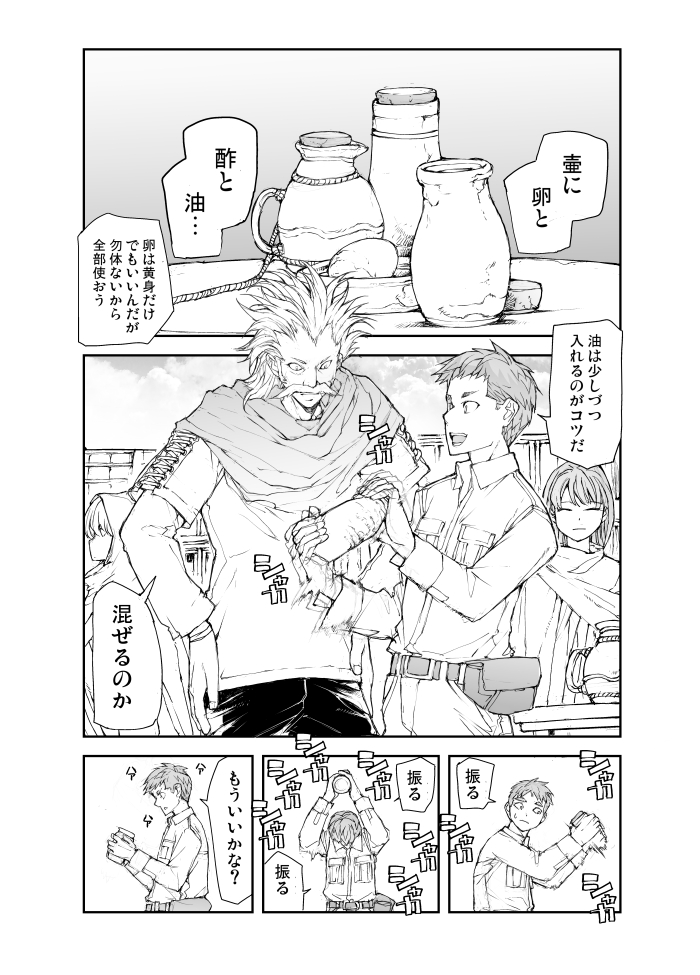 壷に
卵と
酢と
油…
卵は黄身だけ
でもいいんだが
勿体ないから
全部使おう
油は少しづつ
入れるのがコツだ
シャカ
シャカ
混ぜるのか
振る
シャカ
シャカ
シャカ
シャカ
振る
シャカ
シャカ
シャカ
シャカ
振る
シャカ
もういいかな？